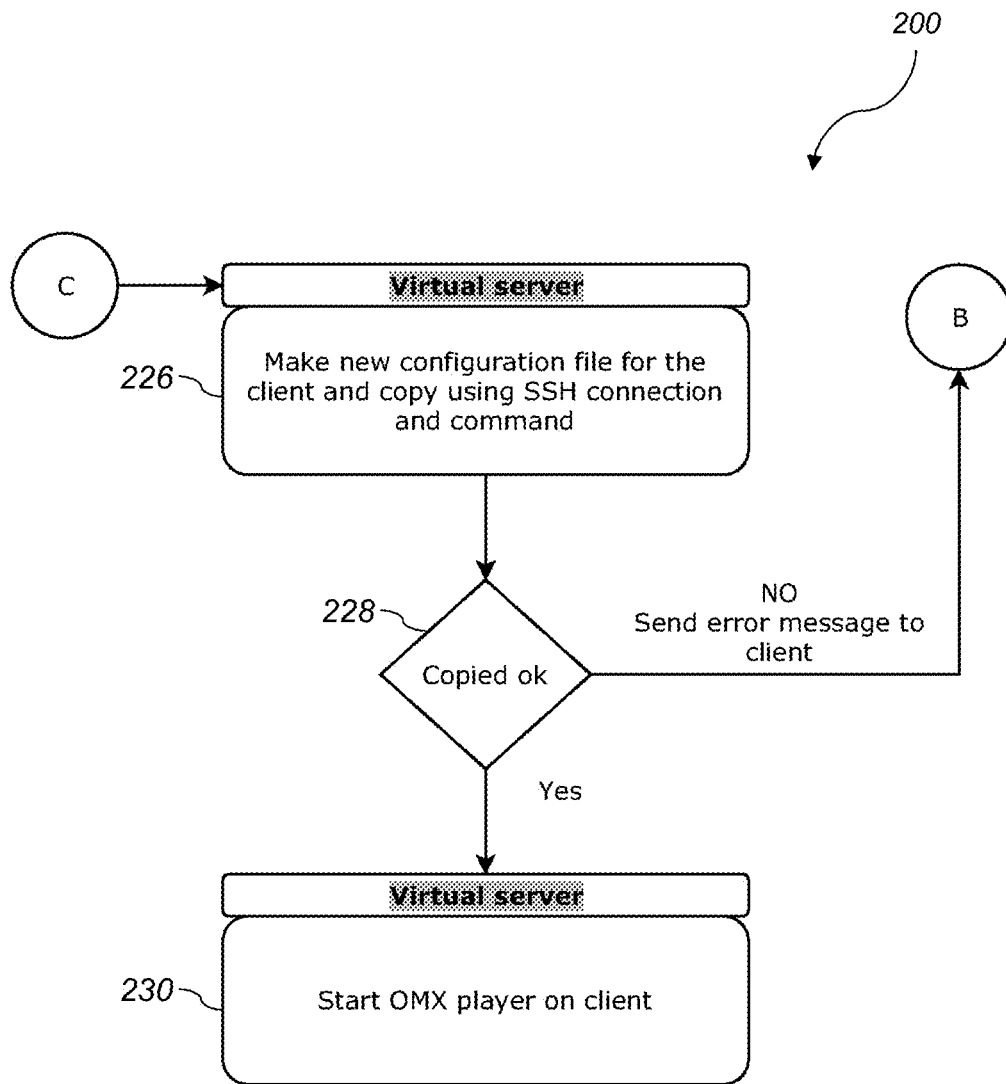 200
C
Virtual server
B
226
Make new configuration file for the
client and copy using SSH connection
and command
228
Copied ok
NO
Send error message to
client
Yes
Virtual server
230
Start OMX player on client